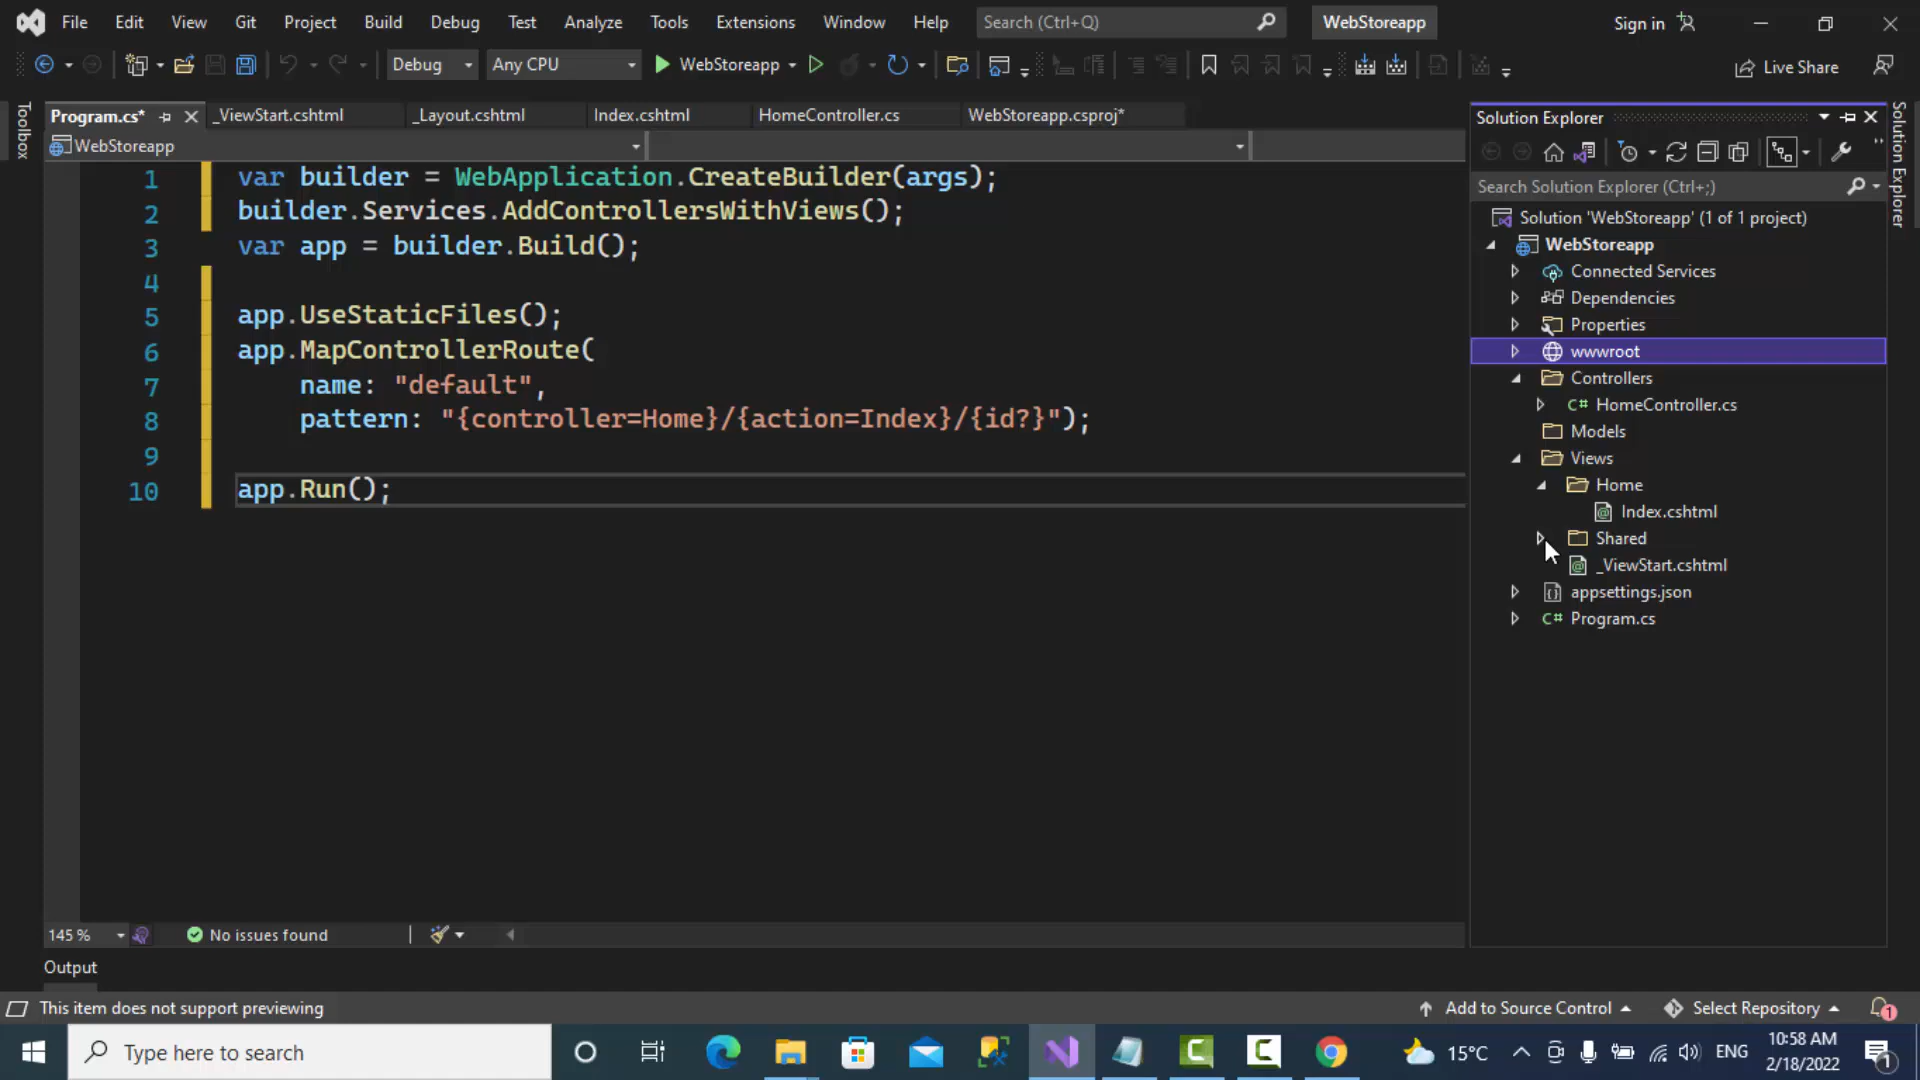 File Edit View Git Project Build Debug Test Analyze Tools Extensions Window Help Search (Ctrl+Q) WebStoreapp Sign in
Debug Any CPU WebStoreapp Live Share
Toolbox
Program.cs* _ViewStart.cshtml _Layout.cshtml Index.cshtml HomeController.cs WebStoreapp.csproj*
WebStoreapp
1 var builder = WebApplication.CreateBuilder(args);
2 builder.Services.AddControllersWithViews();
3 var app = builder.Build();
4
5 app.UseStaticFiles();
6 app.MapControllerRoute(
7 name: "default",
8 pattern: "{controller=Home}/{action=Index}/{id?}");
9
10 app.Run();
145 % No issues found
Solution Explorer
Search Solution Explorer (Ctrl+;)
Solution 'WebStoreapp' (1 of 1 project)
WebStoreapp
Connected Services
Dependencies
Properties
wwwroot
Controllers
C# HomeController.cs
Models
Views
Home
Index.cshtml
Shared
_ViewStart.cshtml
appsettings.json
C# Program.cs
Solution Explorer
Output
This item does not support previewing Add to Source Control Select Repository 1
Type here to search 15°C ENG 10:58 AM
2/18/2022 1